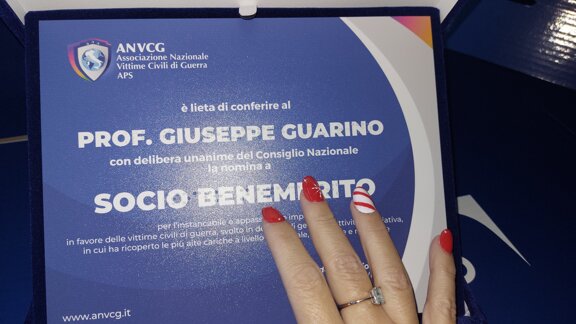 ANVCG
Associazione Nazionale
Vittime Civili di Guerra
APS
è lieta di conferire al
PROF. GIUSEPPE GUARINO
con delibera unanime del Consiglio Nazionale
la nomina a
SOCIO BENEMERITO
per l'instancabile e
in favore delle vittime civili di guerra, svolto in
in cui ha ricoperto le più alte cariche a livello
www.anvcg.it